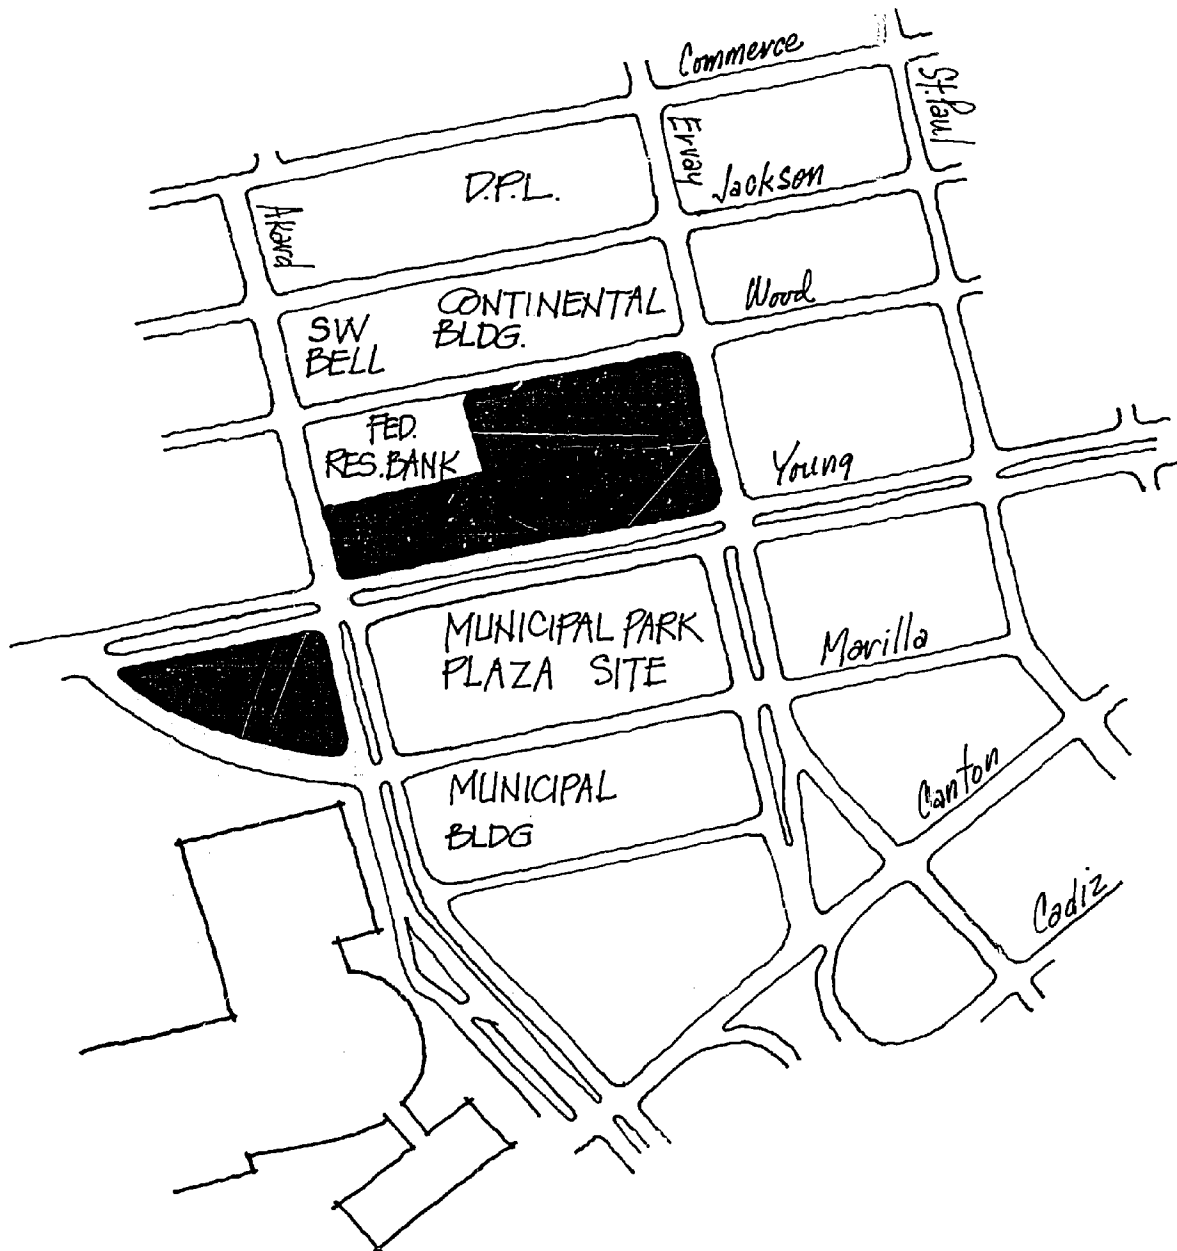 Commerce
St. Paul
Ervay
D.P.L.
Jackson
Akard
CONTINENTAL
BLDG.
Wood
SW
BELL
FED.
RES. BANK
Young
MUNICIPAL PARK
PLAZA SITE
Marilla
MUNICIPAL
BLDG
Canton
Cadiz